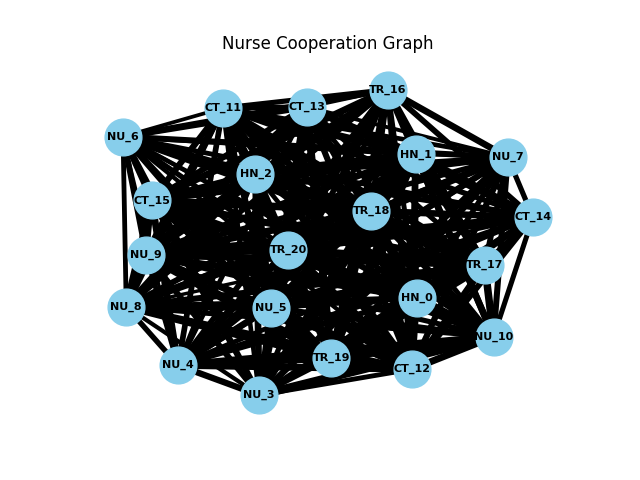 Nurse Cooperation Graph
TR_16
CT_11
CT_13
NU_6
HN_1
NU_7
HN_2
CT_15
TR_18
CT_14
TR_20
NU_9
TR_17
HN_0
NU_8
NU_5
NU_10
TR_19
NU_4
CT_12
NU_3